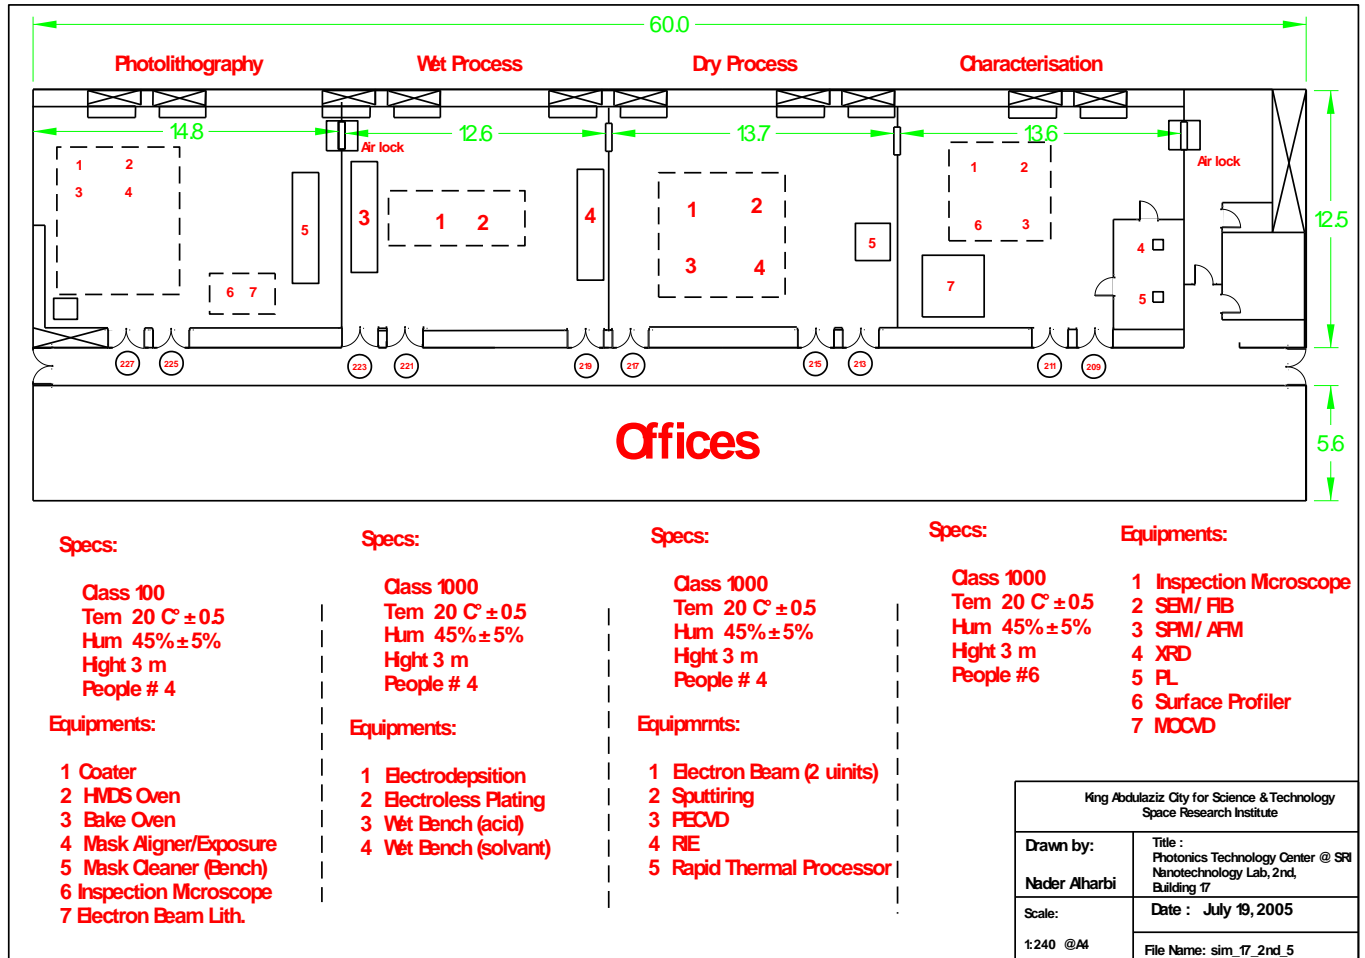 60.0
Photolithography
Wet Process
Dry Process
Characterisation
14.8
12.6
13.7
13.6
Air lock
Air lock
12.5
1 2
3 4
5
6 7
3
1 2
4
1 2
3 4
5
1 2
6 3
7
4
5
227 225 223 221 219 217 215 213 211 209
Offices
5.6
Specs:
Class 100
Tem 20 C° ± 0.5
Hum 45% ± 5%
Hight 3 m
People # 4
Equipments:
1 Coater
2 HMDS Oven
3 Bake Oven
4 Mask Aligner/Exposure
5 Mask Cleaner (Bench)
6 Inspection Microscope
7 Electron Beam Lith.
Specs:
Class 1000
Tem 20 C° ± 0.5
Hum 45% ± 5%
Hight 3 m
People # 4
Equipments:
1 Electrodepsition
2 Electroless Plating
3 Wet Bench (acid)
4 Wet Bench (solvant)
Specs:
Class 1000
Tem 20 C° ± 0.5
Hum 45% ± 5%
Hight 3 m
People # 4
Equipmrnts:
1 Electron Beam (2 uinits)
2 Sputtiring
3 PECVD
4 RIE
5 Rapid Thermal Processor
Specs:
Class 1000
Tem 20 C° ± 0.5
Hum 45% ± 5%
Hight 3 m
People #6
Equipments:
1 Inspection Microscope
2 SEM / FIB
3 SPM / AFM
4 XRD
5 PL
6 Surface Profiler
7 MOCVD
King Abdulaziz City for Science & Technology
Space Research Institute
Drawn by:
Nader Alharbi
Title :
Photonics Technology Center @ SRI
Nanotechnology Lab, 2nd,
Building 17
Scale:
1:240 @A4
Date : July 19, 2005
File Name: sim_17_2nd_5